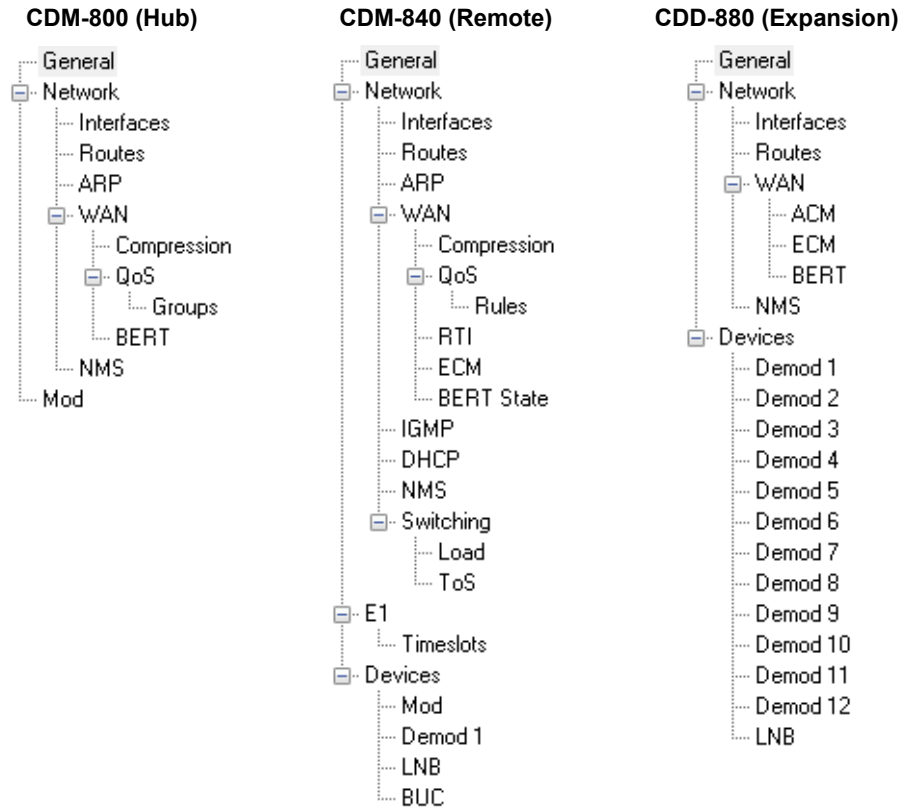 CDM-800 (Hub)
General
Network
Interfaces
Routes
ARP
WAN
Compression
QoS
Groups
BERT
NMS
Mod
CDM-840 (Remote)
General
Network
Interfaces
Routes
ARP
WAN
Compression
QoS
Rules
RTI
ECM
BERT State
IGMP
DHCP
NMS
Switching
Load
ToS
E1
Timeslots
Devices
Mod
Demod 1
LNB
BUC
CDD-880 (Expansion)
General
Network
Interfaces
Routes
WAN
ACM
ECM
BERT
NMS
Devices
Demod 1
Demod 2
Demod 3
Demod 4
Demod 5
Demod 6
Demod 7
Demod 8
Demod 9
Demod 10
Demod 11
Demod 12
LNB